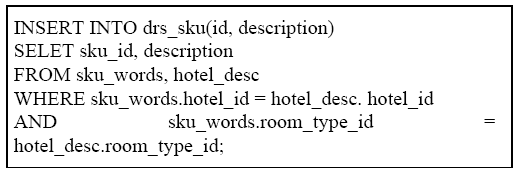 INSERT INTO drs_sku(id, description)
SELET sku_id, description
FROM sku_words, hotel_desc
WHERE sku_words.hotel_id = hotel_desc. hotel_id
AND sku_words.room_type_id =
hotel_desc.room_type_id;